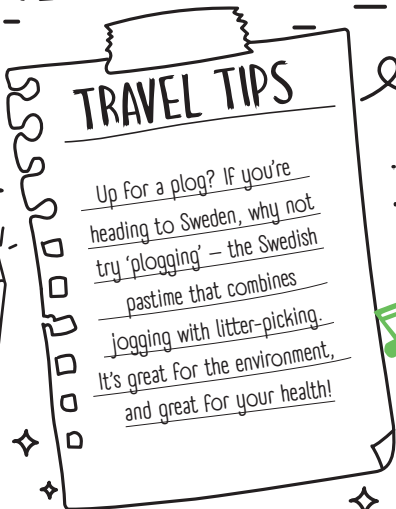 TRAVEL TIPS
Up for a plog? If you're
heading to Sweden, why not
try 'plogging' – the Swedish
pastime that combines
jogging with litter-picking.
It's great for the environment,
and great for your health!